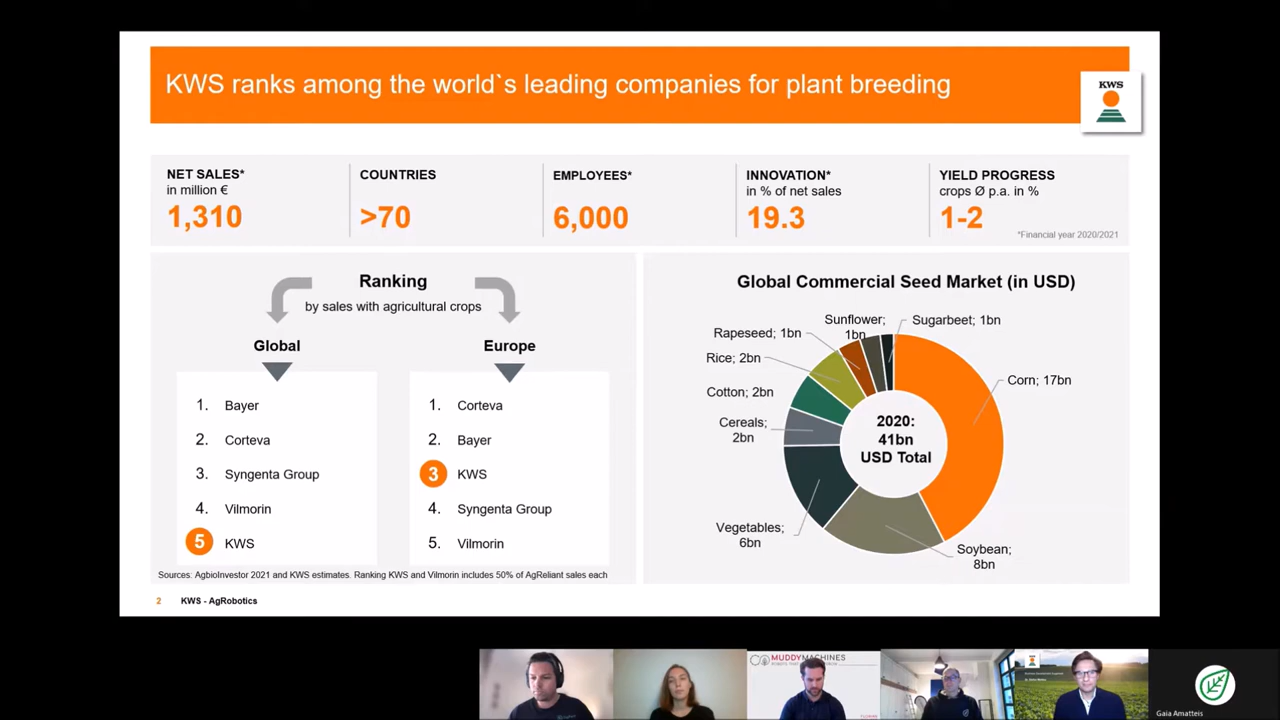 KWS ranks among the world`s leading companies for plant breeding
KWS
NET SALES*
in million €
1,310
COUNTRIES
>70
EMPLOYEES*
6,000
INNOVATION*
in % of net sales
19.3
YIELD PROGRESS
crops Ø p.a. in %
1-2
*Financial year 2020/2021
Ranking
by sales with agricultural crops
Global
1. Bayer
2. Corteva
3. Syngenta Group
4. Vilmorin
5 KWS
Europe
1. Corteva
2. Bayer
3 KWS
4. Syngenta Group
5. Vilmorin
Sources: AgbioInvestor 2021 and KWS estimates. Ranking KWS and Vilmorin includes 50% of AgReliant sales each
Global Commercial Seed Market (in USD)
Sunflower;
1bn
Sugarbeet; 1bn
Rapeseed; 1bn
Rice; 2bn
Corn; 17bn
Cotton; 2bn
Cereals;
2bn
2020:
41bn
USD Total
Vegetables;
6bn
Soybean;
8bn
2 KWS - AgRobotics
MUDDYMACHINES
Gaia Amatteis